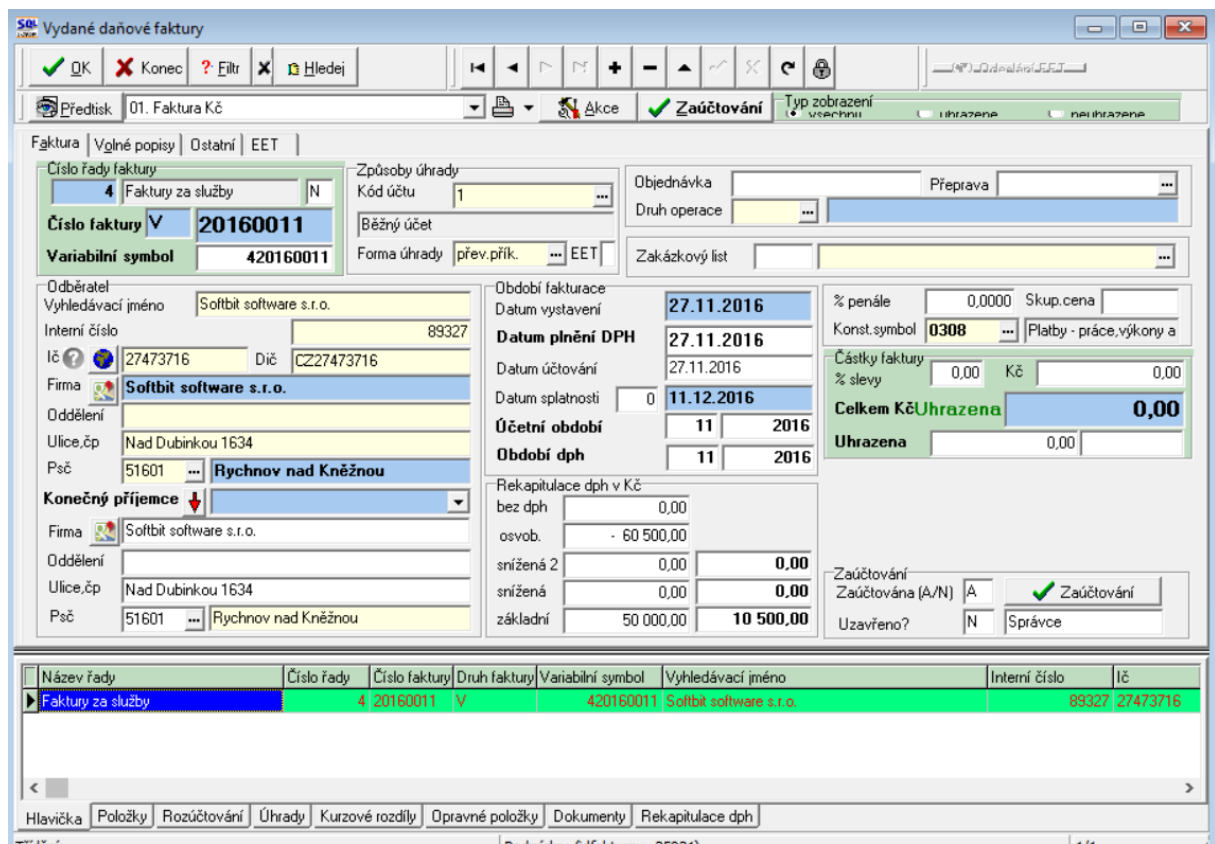 Vydané daňové faktury
OK Konec Filtr Hledej
Předtisk 01. Faktura Kč Akce Zaúčtování Typ zobrazení
všechny uhrazene neuhrazene
Faktura Volné popisy Ostatní EET
Číslo řady faktury
4 Faktury za služby N
Číslo faktury V 20160011
Variabilní symbol 420160011
Způsoby úhrady
Kód účtu 1 ...
Běžný účet
Forma úhrady přev.přík. ... EET
Objednávka Přeprava ...
Druh operace ...
Zakázkový list ...
Odběratel
Vyhledávací jméno Softbit software s.r.o.
Interní číslo 89327
Ič 27473716 Dič CZ27473716
Firma Softbit software s.r.o.
Oddělení
Ulice,čp Nad Dubinkou 1634
Psč 51601 ... Rychnov nad Kněžnou
Konečný příjemce
Firma Softbit software s.r.o.
Oddělení
Ulice,čp Nad Dubinkou 1634
Psč 51601 ... Rychnov nad Kněžnou
Období fakturace
Datum vystavení 27.11.2016
Datum plnění DPH 27.11.2016
Datum účtování 27.11.2016
Datum splatnosti 0 11.12.2016
Účetní období 11 2016
Období dph 11 2016
Rekapitulace dph v Kč
bez dph 0,00
osvob. - 60 500,00
snížená 2 0,00 0,00
snížená 0,00 0,00
základní 50 000,00 10 500,00
% penále 0,0000 Skup.cena
Konst.symbol 0308 ... Platby - práce,výkony a
Částky faktury
% slevy 0,00 Kč 0,00
Celkem Kč Uhrazena 0,00
Uhrazena 0,00
Zaúčtování
Zaúčtována (A/N) A Zaúčtování
Uzavřeno? N Správce
Název řady Číslo řady Číslo faktury Druh faktury Variabilní symbol Vyhledávací jméno Interní číslo Ič
Faktury za služby 4 20160011 V 420160011 Softbit software s.r.o. 89327 27473716
Hlavička Položky Rozúčtování Úhrady Kurzové rozdíly Opravné položky Dokumenty Rekapitulace dph